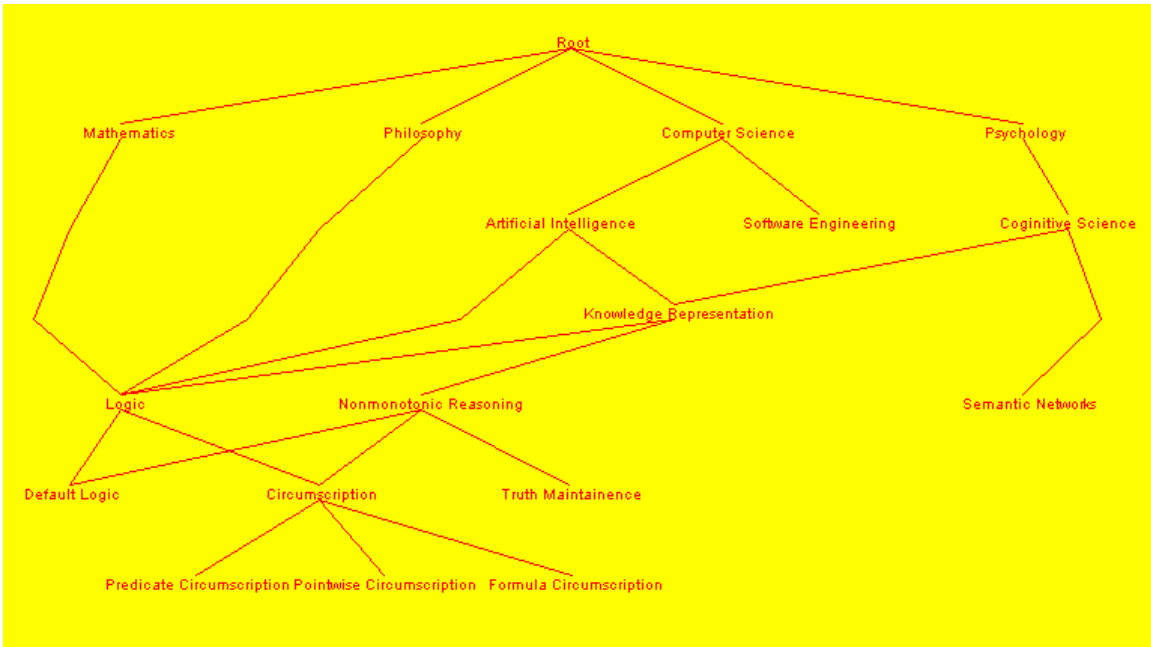 Root
Mathematics
Philosophy
Computer Science
Psychology
Artificial Intelligence
Software Engineering
Coginitive Science
Knowledge Representation
Logic
Nonmonotonic Reasoning
Semantic Networks
Default Logic
Circumscription
Truth Maintainence
Predicate Circumscription
Pointwise Circumscription
Formula Circumscription